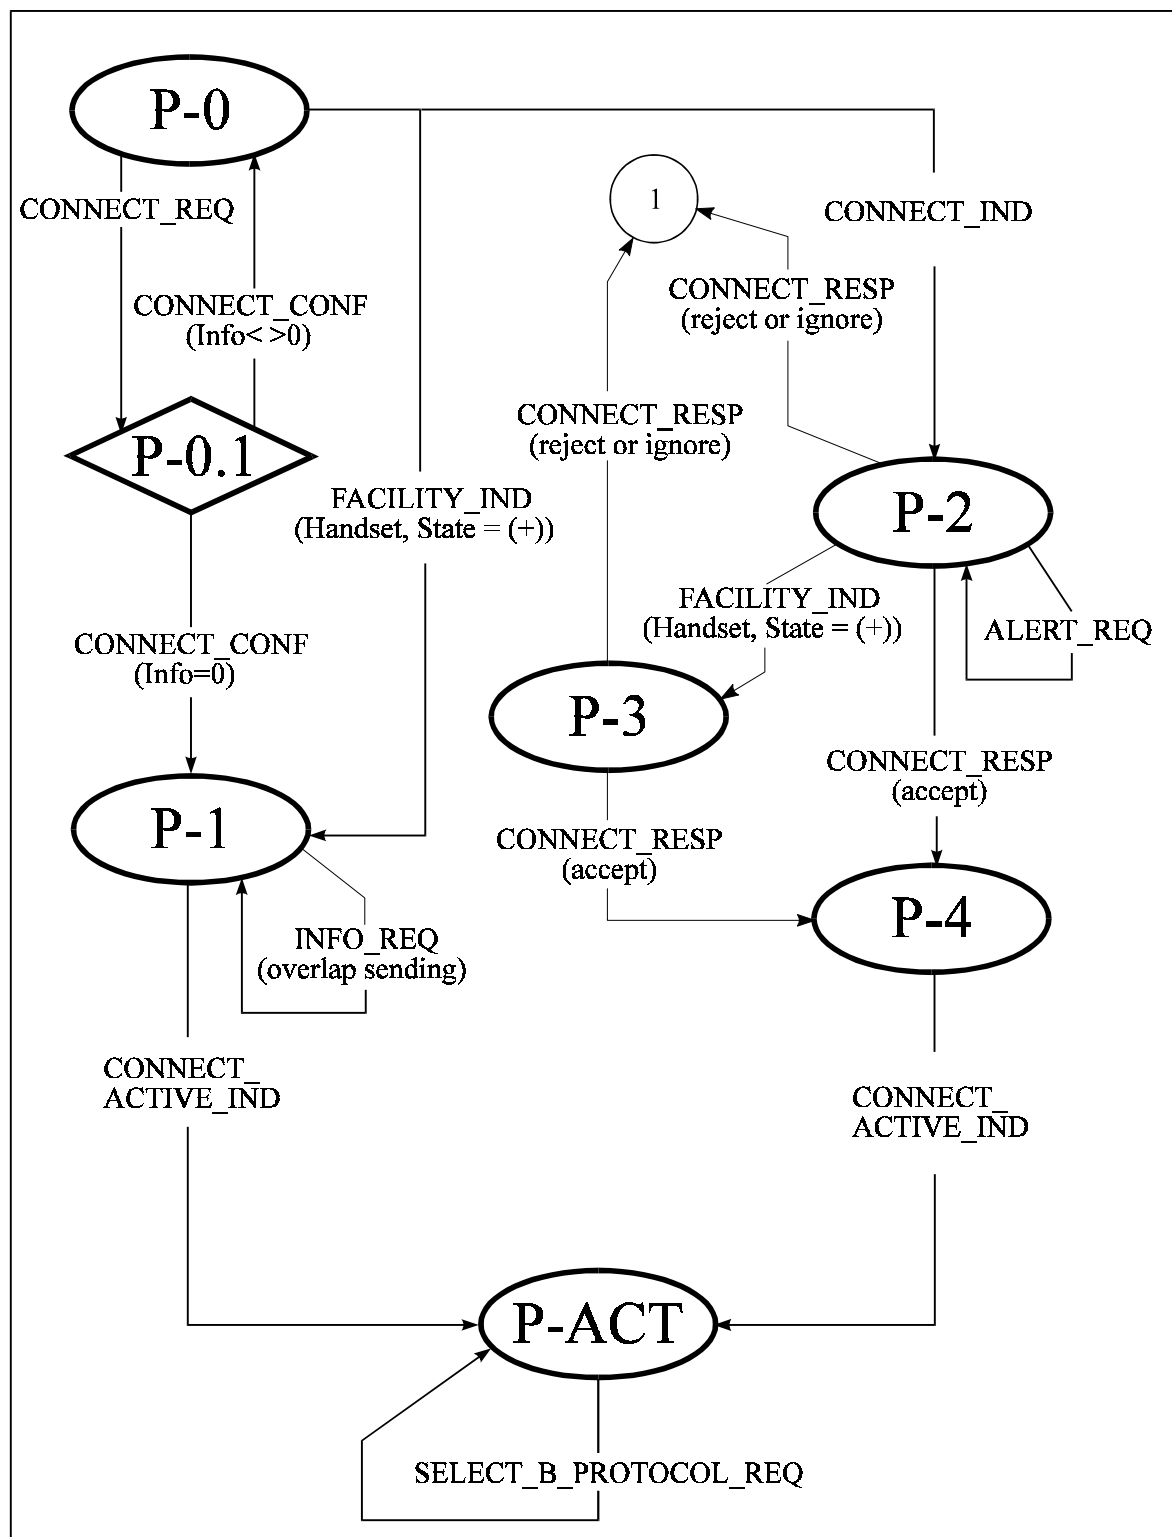 P-0
1
CONNECT_REQ
CONNECT_IND
CONNECT_CONF
(Info< >0)
CONNECT_RESP
(reject or ignore)
CONNECT_RESP
(reject or ignore)
P-0.1
FACILITY_IND
(Handset, State = (+))
P-2
FACILITY_IND
(Handset, State = (+))
ALERT_REQ
CONNECT_CONF
(Info=0)
P-3
CONNECT_RESP
(accept)
P-1
CONNECT_RESP
(accept)
P-4
INFO_REQ
(overlap sending)
CONNECT_
ACTIVE_IND
CONNECT_
ACTIVE_IND
P-ACT
SELECT_B_PROTOCOL_REQ